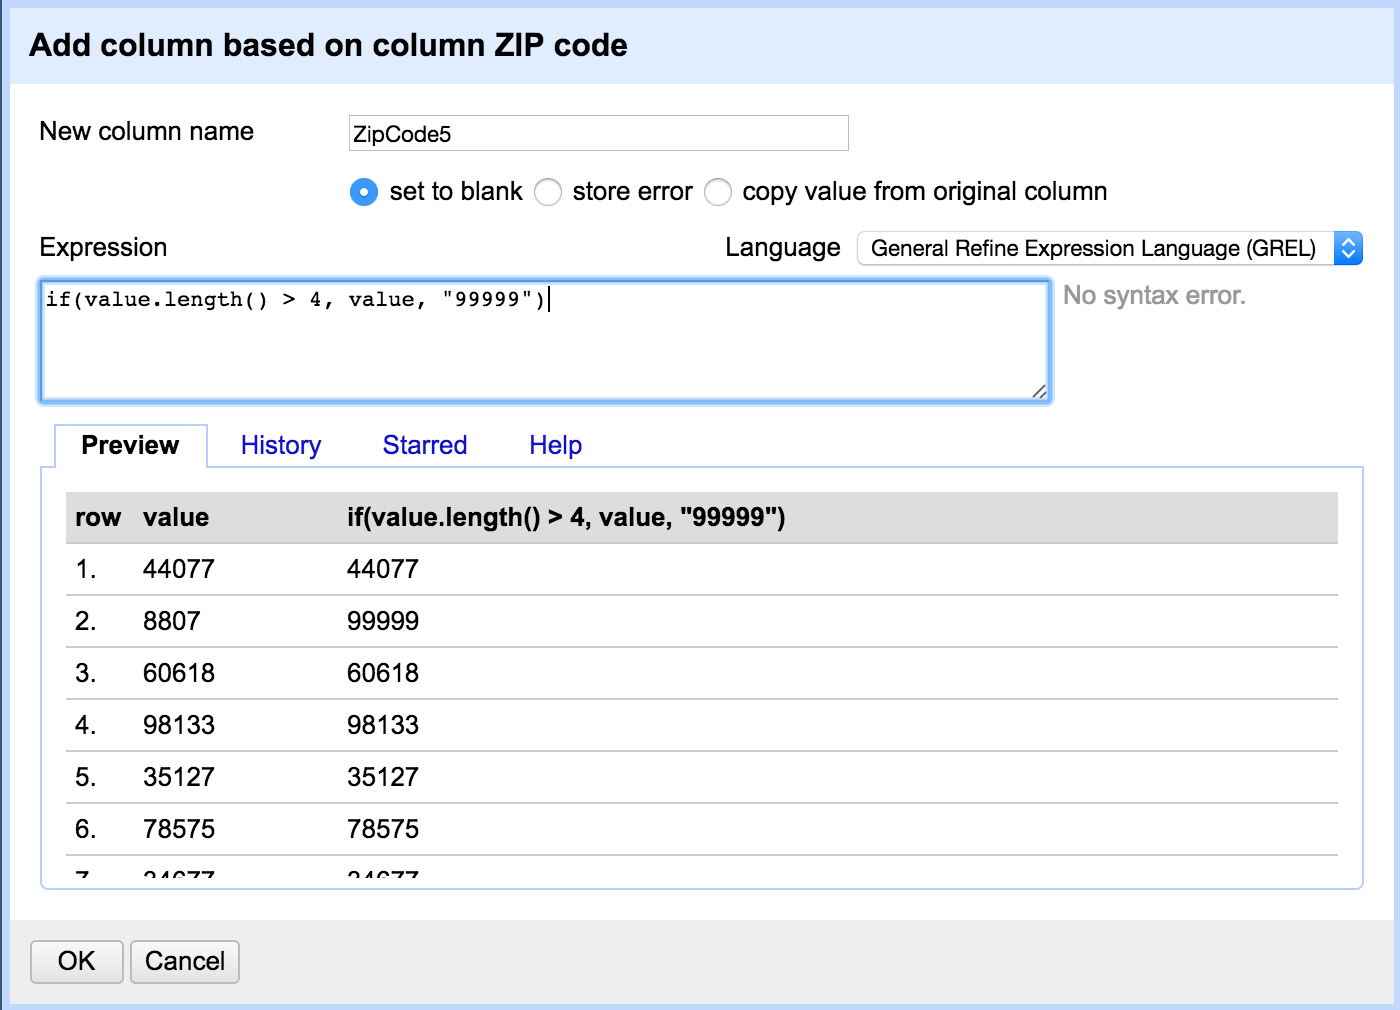 Add column based on column ZIP code
New column name ZipCode5
set to blank store error copy value from original column
Expression Language General Refine Expression Language (GREL)
if(value.length() > 4, value, "99999") No syntax error.
Preview History Starred Help
row value if(value.length() > 4, value, "99999")
1. 44077 44077
2. 8807 99999
3. 60618 60618
4. 98133 98133
5. 35127 35127
6. 78575 78575
OK Cancel